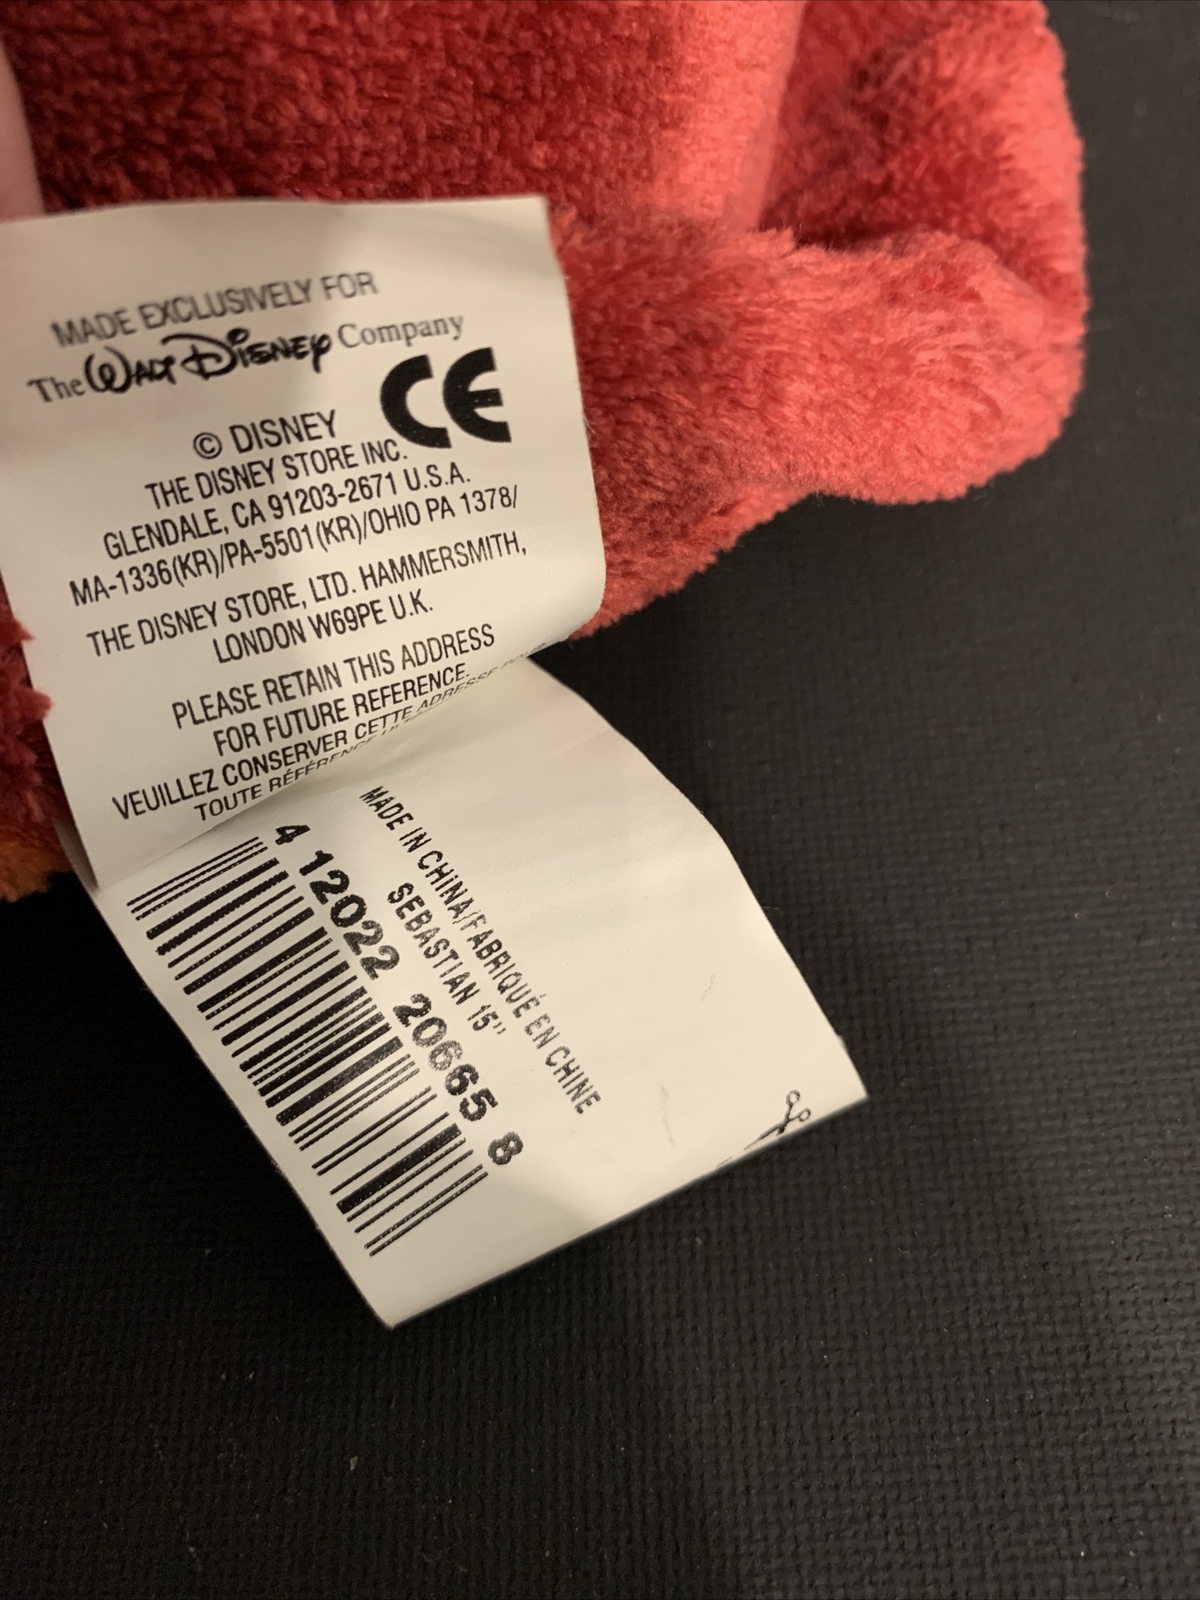 MADE EXCLUSIVELY FOR
The WALT DISNEY Company
CE
© DISNEY
THE DISNEY STORE INC.
GLENDALE, CA 91203-2671 U.S.A.
MA-1336(KR)/PA-5501(KR)/OHIO PA 1378/
THE DISNEY STORE, LTD. HAMMERSMITH,
LONDON W69PE U.K.
PLEASE RETAIN THIS ADDRESS
FOR FUTURE REFERENCE.
VEUILLEZ CONSERVER CETTE ADRESSE
TOUTE RÉFÉRENCE
MADE IN CHINA/FABRIQUÉ EN CHINE
SEBASTIAN 15"
4 12022 20665 8